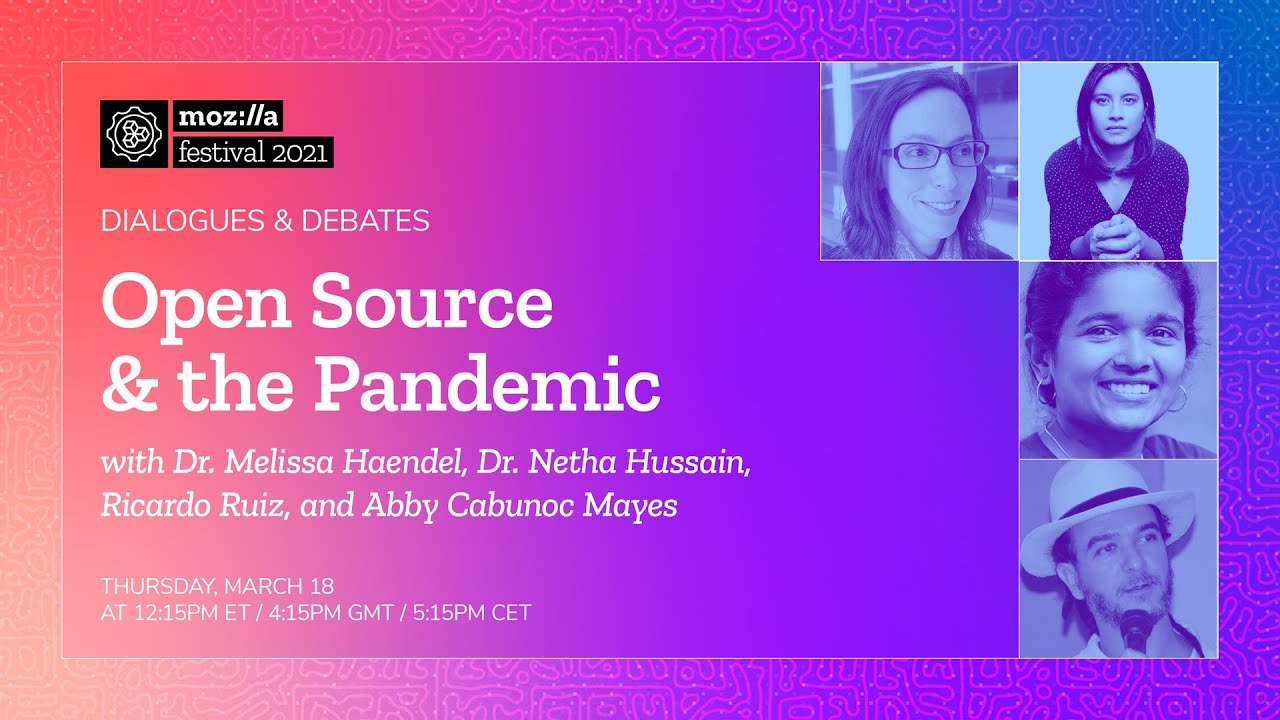 moz://a
festival 2021
DIALOGUES & DEBATES
Open Source
& the Pandemic
with Dr. Melissa Haendel, Dr. Netha Hussain,
Ricardo Ruiz, and Abby Cabunoc Mayes
THURSDAY, MARCH 18
AT 12:15PM ET / 4:15PM GMT / 5:15PM CET